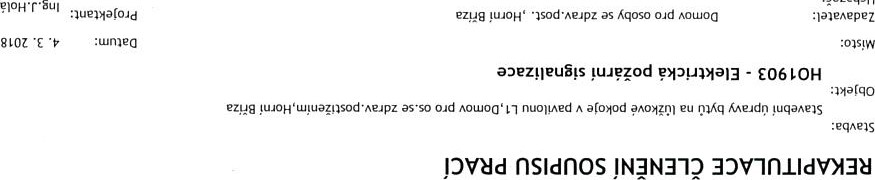 REKAPITULACE ČLENĚNÍ SOUPISU PRACÍ
Stavba:
Stavební úpravy bytů na lůžkové pokoje v pavilonu L1,Domov pro os.se zdrav.postižením,Horní Bříza
Objekt:
HO1903 - Elektrická požární signalizace
Místo: Datum: 4. 3. 2018
Zadavatel: Domov pro osoby se zdrav.post. ,Horní Bříza Projektant: Ing.J.Holá